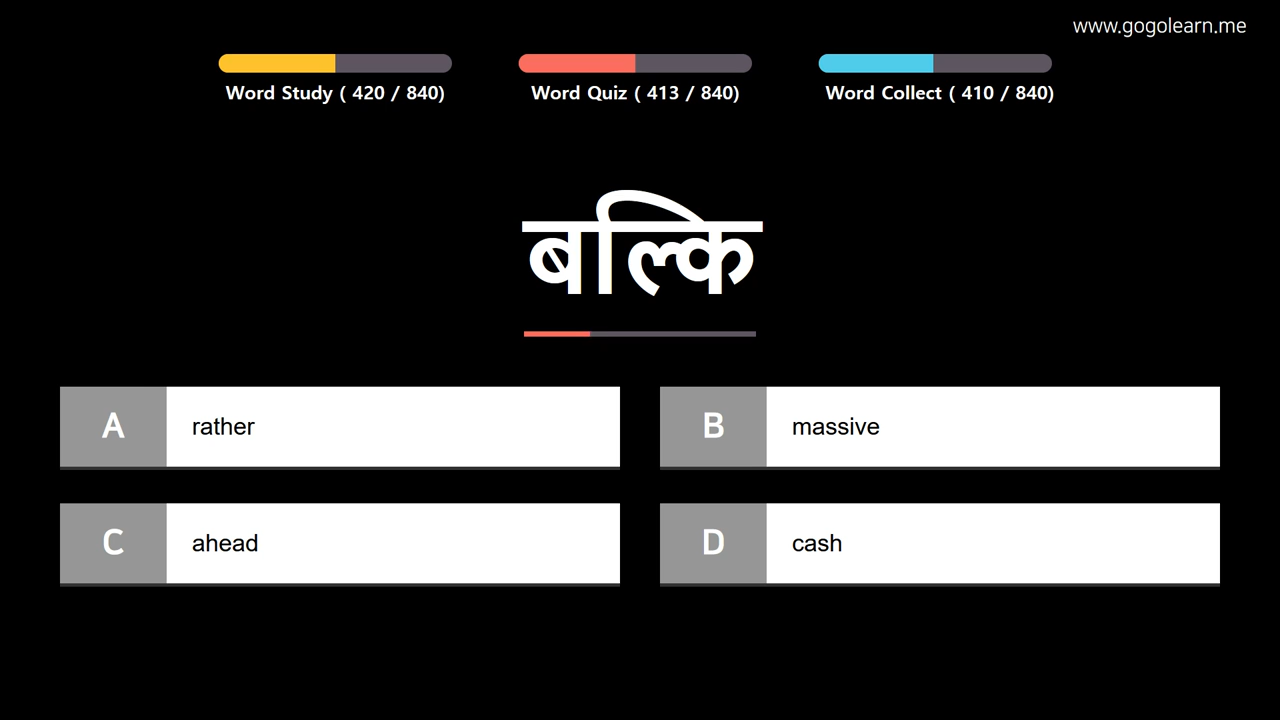 www.gogolearn.me
Word Study ( 420 / 840)
Word Quiz ( 413 / 840)
Word Collect ( 410 / 840)
बल्कि
A rather
B massive
C ahead
D cash